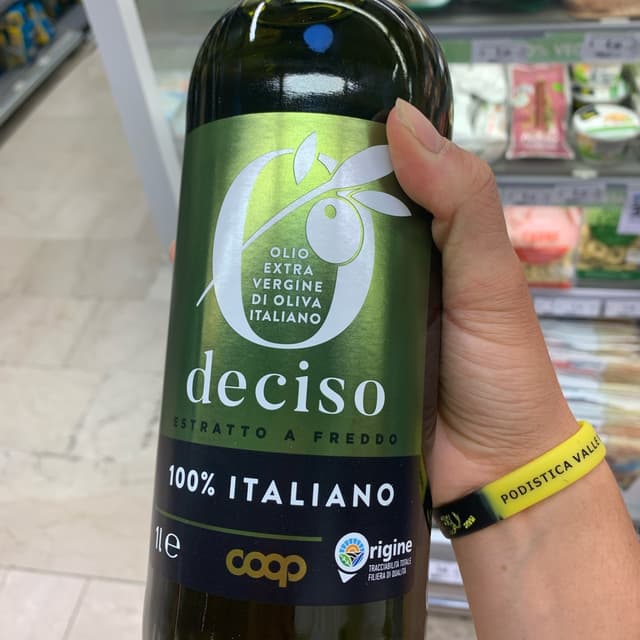 OLIO
EXTRA
VERGINE
DI OLIVA
ITALIANO
deciso
ESTRATTO A FREDDO
100% ITALIANO
1L ℮
coop
Origine
TRACCIABILITÀ TOTALE
FILIERA DI QUALITÀ
PODISTICA VALLE